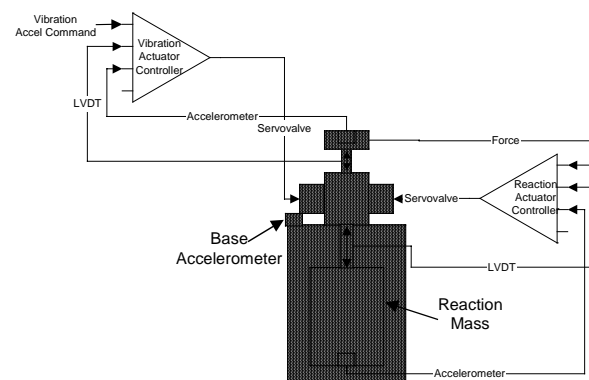 Vibration
Accel Command
Vibration
Actuator
Controller
LVDT
Accelerometer
Servovalve
Force
Reaction
Actuator
Controller
Servovalve
Base
Accelerometer
LVDT
Reaction
Mass
Accelerometer